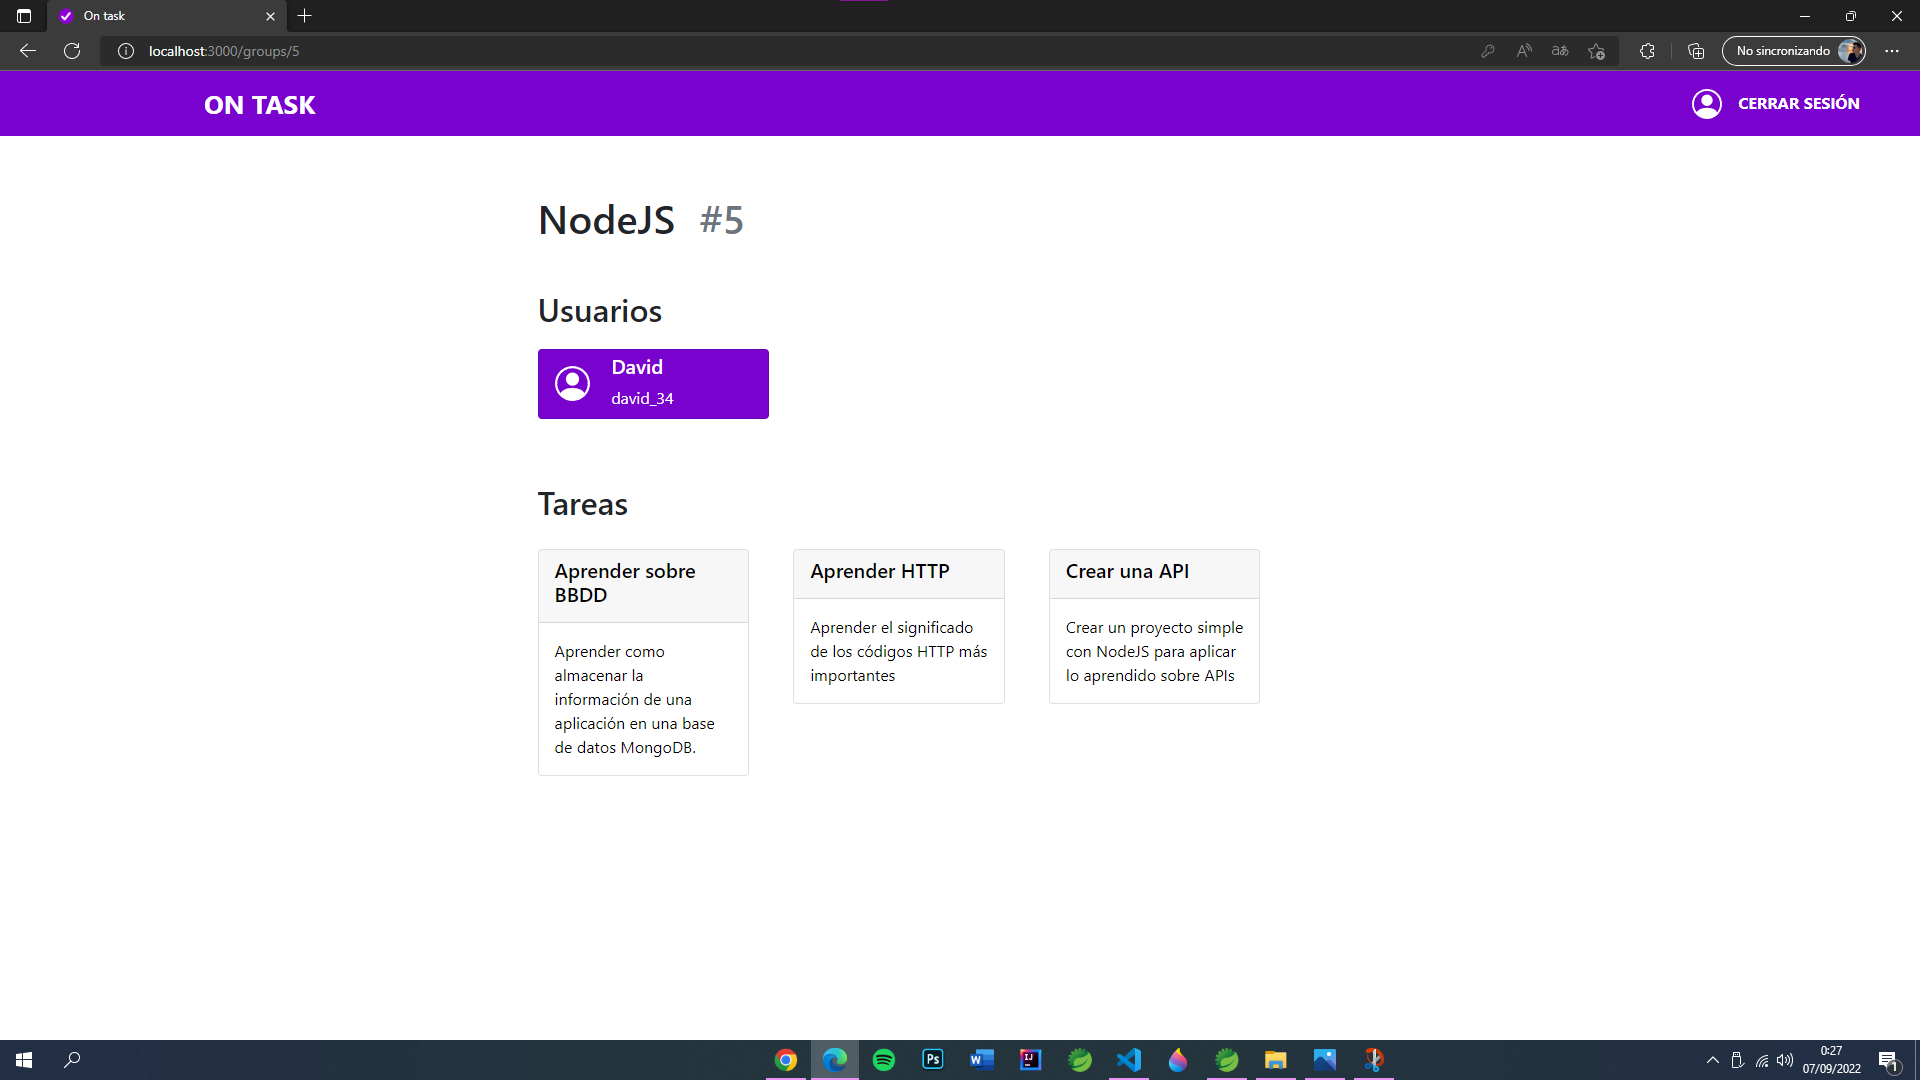 On task
localhost:3000/groups/5
No sincronizando
ON TASK
CERRAR SESIÓN
NodeJS #5
Usuarios
David
david_34
Tareas
Aprender sobre
BBDD
Aprender como
almacenar la
información de una
aplicación en una base
de datos MongoDB.
Aprender HTTP
Aprender el significado
de los códigos HTTP más
importantes
Crear una API
Crear un proyecto simple
con NodeJS para aplicar
lo aprendido sobre APIs
Ps
W
IJ
0:27
07/09/2022
1